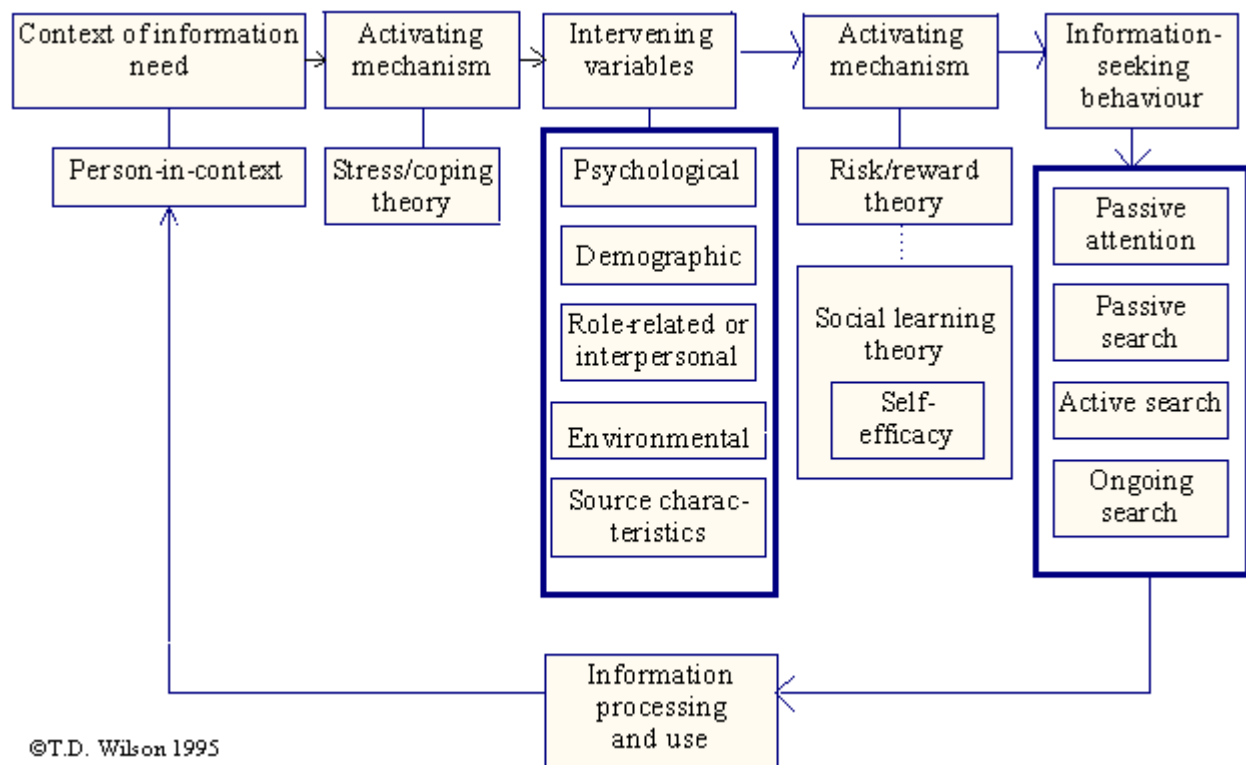 Context of information
need
Activating
mechanism
Intervening
variables
Activating
mechanism
Information-
seeking
behaviour
Person-in-context
Stress/coping
theory
Psychological
Demographic
Role-related or
interpersonal
Environmental
Source charac-
teristics
Risk/reward
theory
Social learning
theory
Self-
efficacy
Passive
attention
Passive
search
Active search
Ongoing
search
Information
processing
and use
©T.D. Wilson 1995